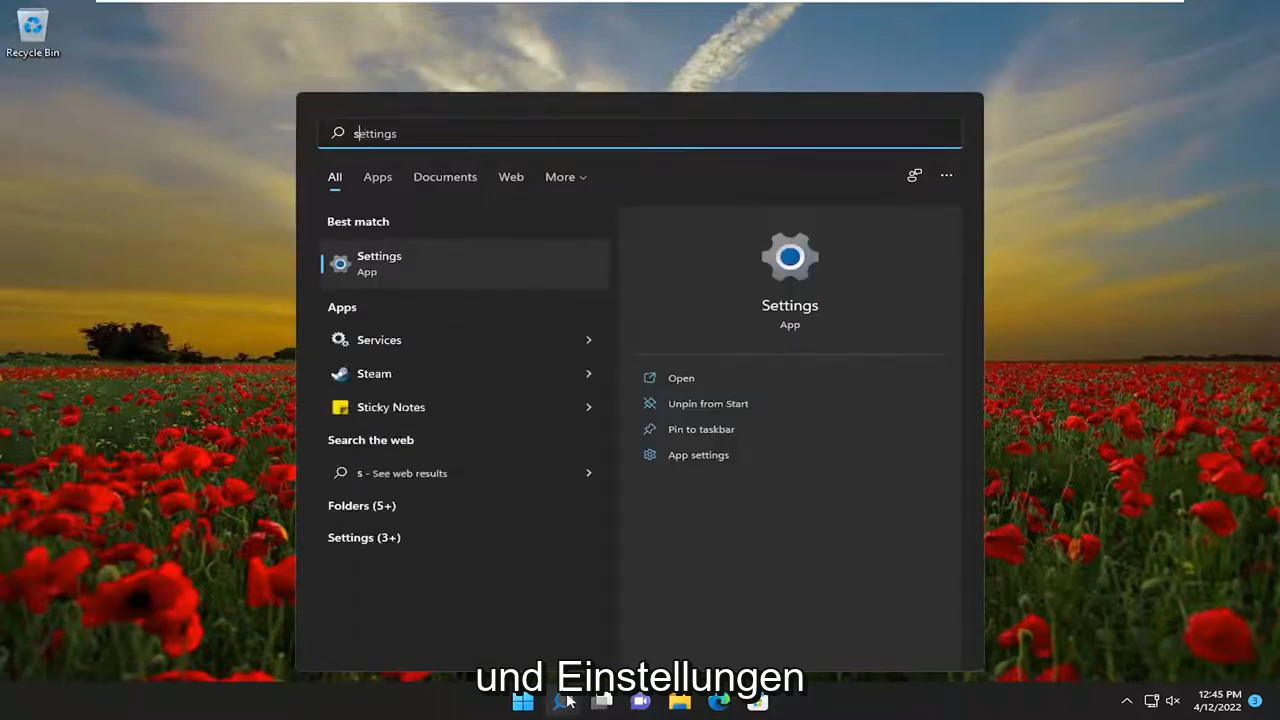 Recycle Bin
settings
All Apps Documents Web More
Best match
Settings
App
Apps
Services
Steam
Sticky Notes
Search the web
s - See web results
Folders (5+)
Settings (3+)
Settings
App
Open
Unpin from Start
Pin to taskbar
App settings
und Einstellungen
12:45 PM
4/12/2022
3